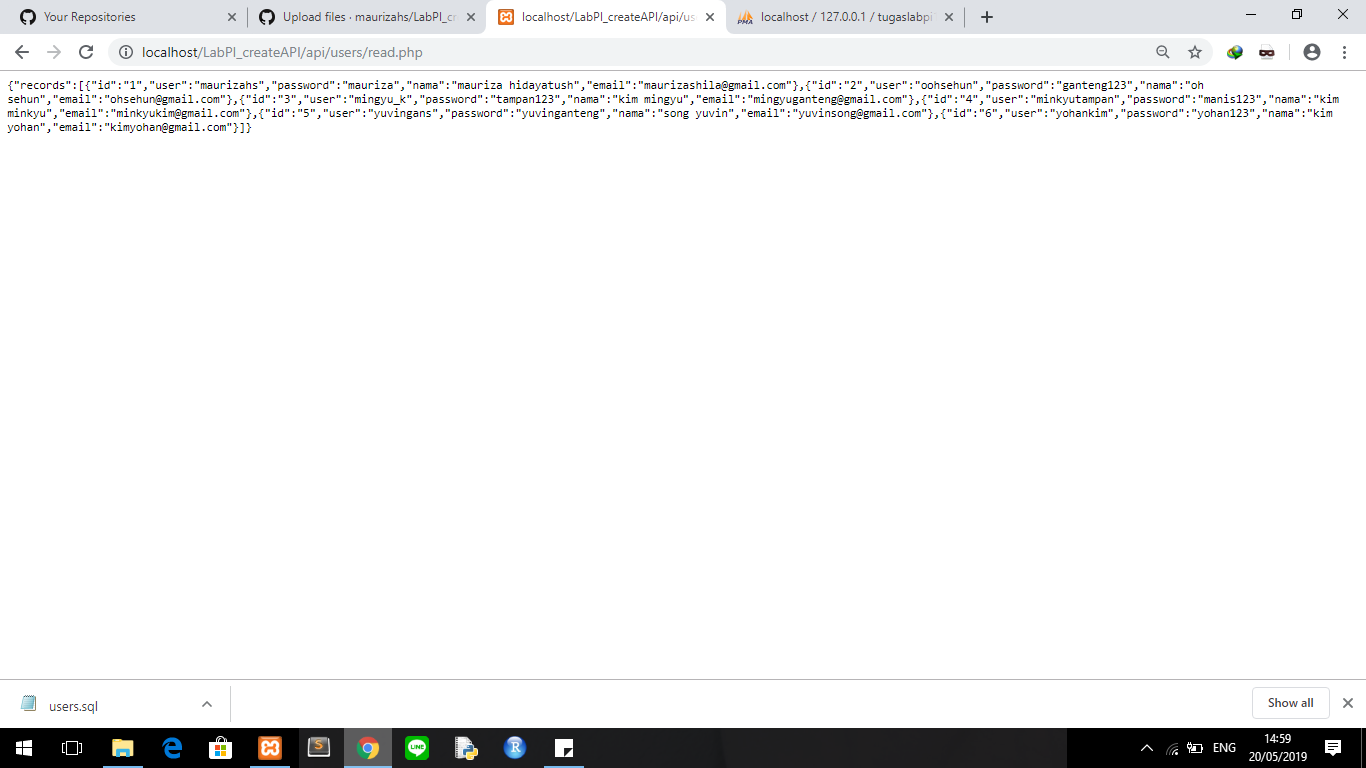 Your Repositories
Upload files · maurizahs/LabPI_cr
localhost/LabPI_createAPI/api/us
localhost / 127.0.0.1 / tugaslabpi
localhost/LabPI_createAPI/api/users/read.php
{"records":[{"id":"1","user":"maurizahs","password":"mauriza","nama":"mauriza hidayatush","email":"maurizashila@gmail.com"},{"id":"2","user":"oohsehun","password":"ganteng123","nama":"oh
sehun","email":"ohsehun@gmail.com"},{"id":"3","user":"mingyu_k","password":"tampan123","nama":"kim mingyu","email":"mingyuganteng@gmail.com"},{"id":"4","user":"minkyutampan","password":"manis123","nama":"kim
minkyu","email":"minkyukim@gmail.com"},{"id":"5","user":"yuvingans","password":"yuvinganteng","nama":"song yuvin","email":"yuvinsong@gmail.com"},{"id":"6","user":"yohankim","password":"yohan123","nama":"kim
yohan","email":"kimyohan@gmail.com"}]}
users.sql
Show all
ENG
14:59
20/05/2019